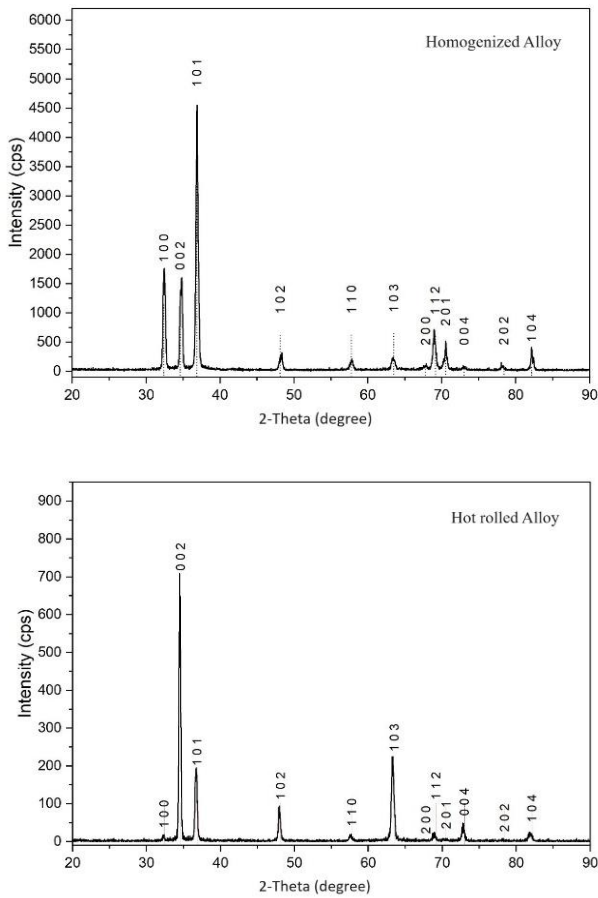 Homogenized Alloy
Intensity (cps)
6000
5500
5000
4500
4000
3500
3000
2500
2000
1500
1000
500
0
1 0 0
0 0 2
1 0 1
1 0 2
1 1 0
1 0 3
2 0 0
1 1 2
2 0 1
0 0 4
2 0 2
1 0 4
20 30 40 50 60 70 80 90
2-Theta (degree)
Hot rolled Alloy
Intensity (cps)
900
800
700
600
500
400
300
200
100
0
1 0 0
0 0 2
1 0 1
1 0 2
1 1 0
1 0 3
2 0 0
1 1 2
2 0 1
0 0 4
2 0 2
1 0 4
20 30 40 50 60 70 80 90
2-Theta (degree)